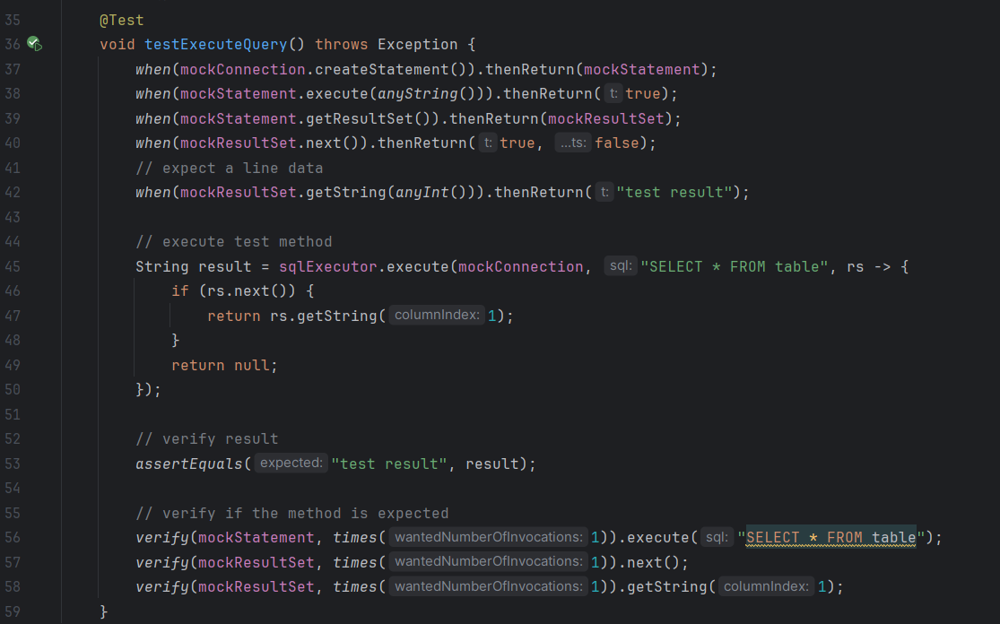 35 @Test
36 void testExecuteQuery() throws Exception {
37 when(mockConnection.createStatement()).thenReturn(mockStatement);
38 when(mockStatement.execute(anyString())).thenReturn( t: true);
39 when(mockStatement.getResultSet()).thenReturn(mockResultSet);
40 when(mockResultSet.next()).thenReturn( t: true, ...ts: false);
41 // expect a line data
42 when(mockResultSet.getString(anyInt())).thenReturn( t: "test result");
43
44 // execute test method
45 String result = sqlExecutor.execute(mockConnection, sql: "SELECT * FROM table", rs -> {
46 if (rs.next()) {
47 return rs.getString( columnIndex: 1);
48 }
49 return null;
50 });
51
52 // verify result
53 assertEquals( expected: "test result", result);
54
55 // verify if the method is expected
56 verify(mockStatement, times( wantedNumberOfInvocations: 1)).execute( sql: "SELECT * FROM table");
57 verify(mockResultSet, times( wantedNumberOfInvocations: 1)).next();
58 verify(mockResultSet, times( wantedNumberOfInvocations: 1)).getString( columnIndex: 1);
59 }